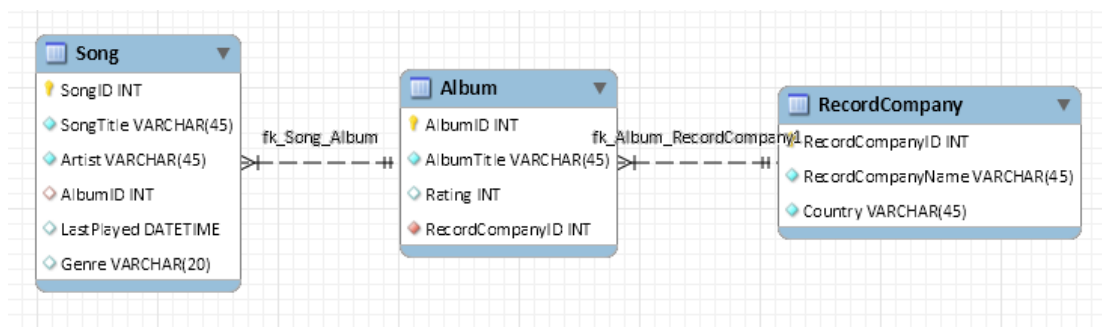 Song
SongID INT
SongTitle VARCHAR(45)
Artist VARCHAR(45)
AlbumID INT
LastPlayed DATETIME
Genre VARCHAR(20)
fk_Song_Album
Album
AlbumID INT
AlbumTitle VARCHAR(45)
Rating INT
RecordCompanyID INT
fk_Album_RecordCompany1
RecordCompany
RecordCompanyID INT
RecordCompanyName VARCHAR(45)
Country VARCHAR(45)